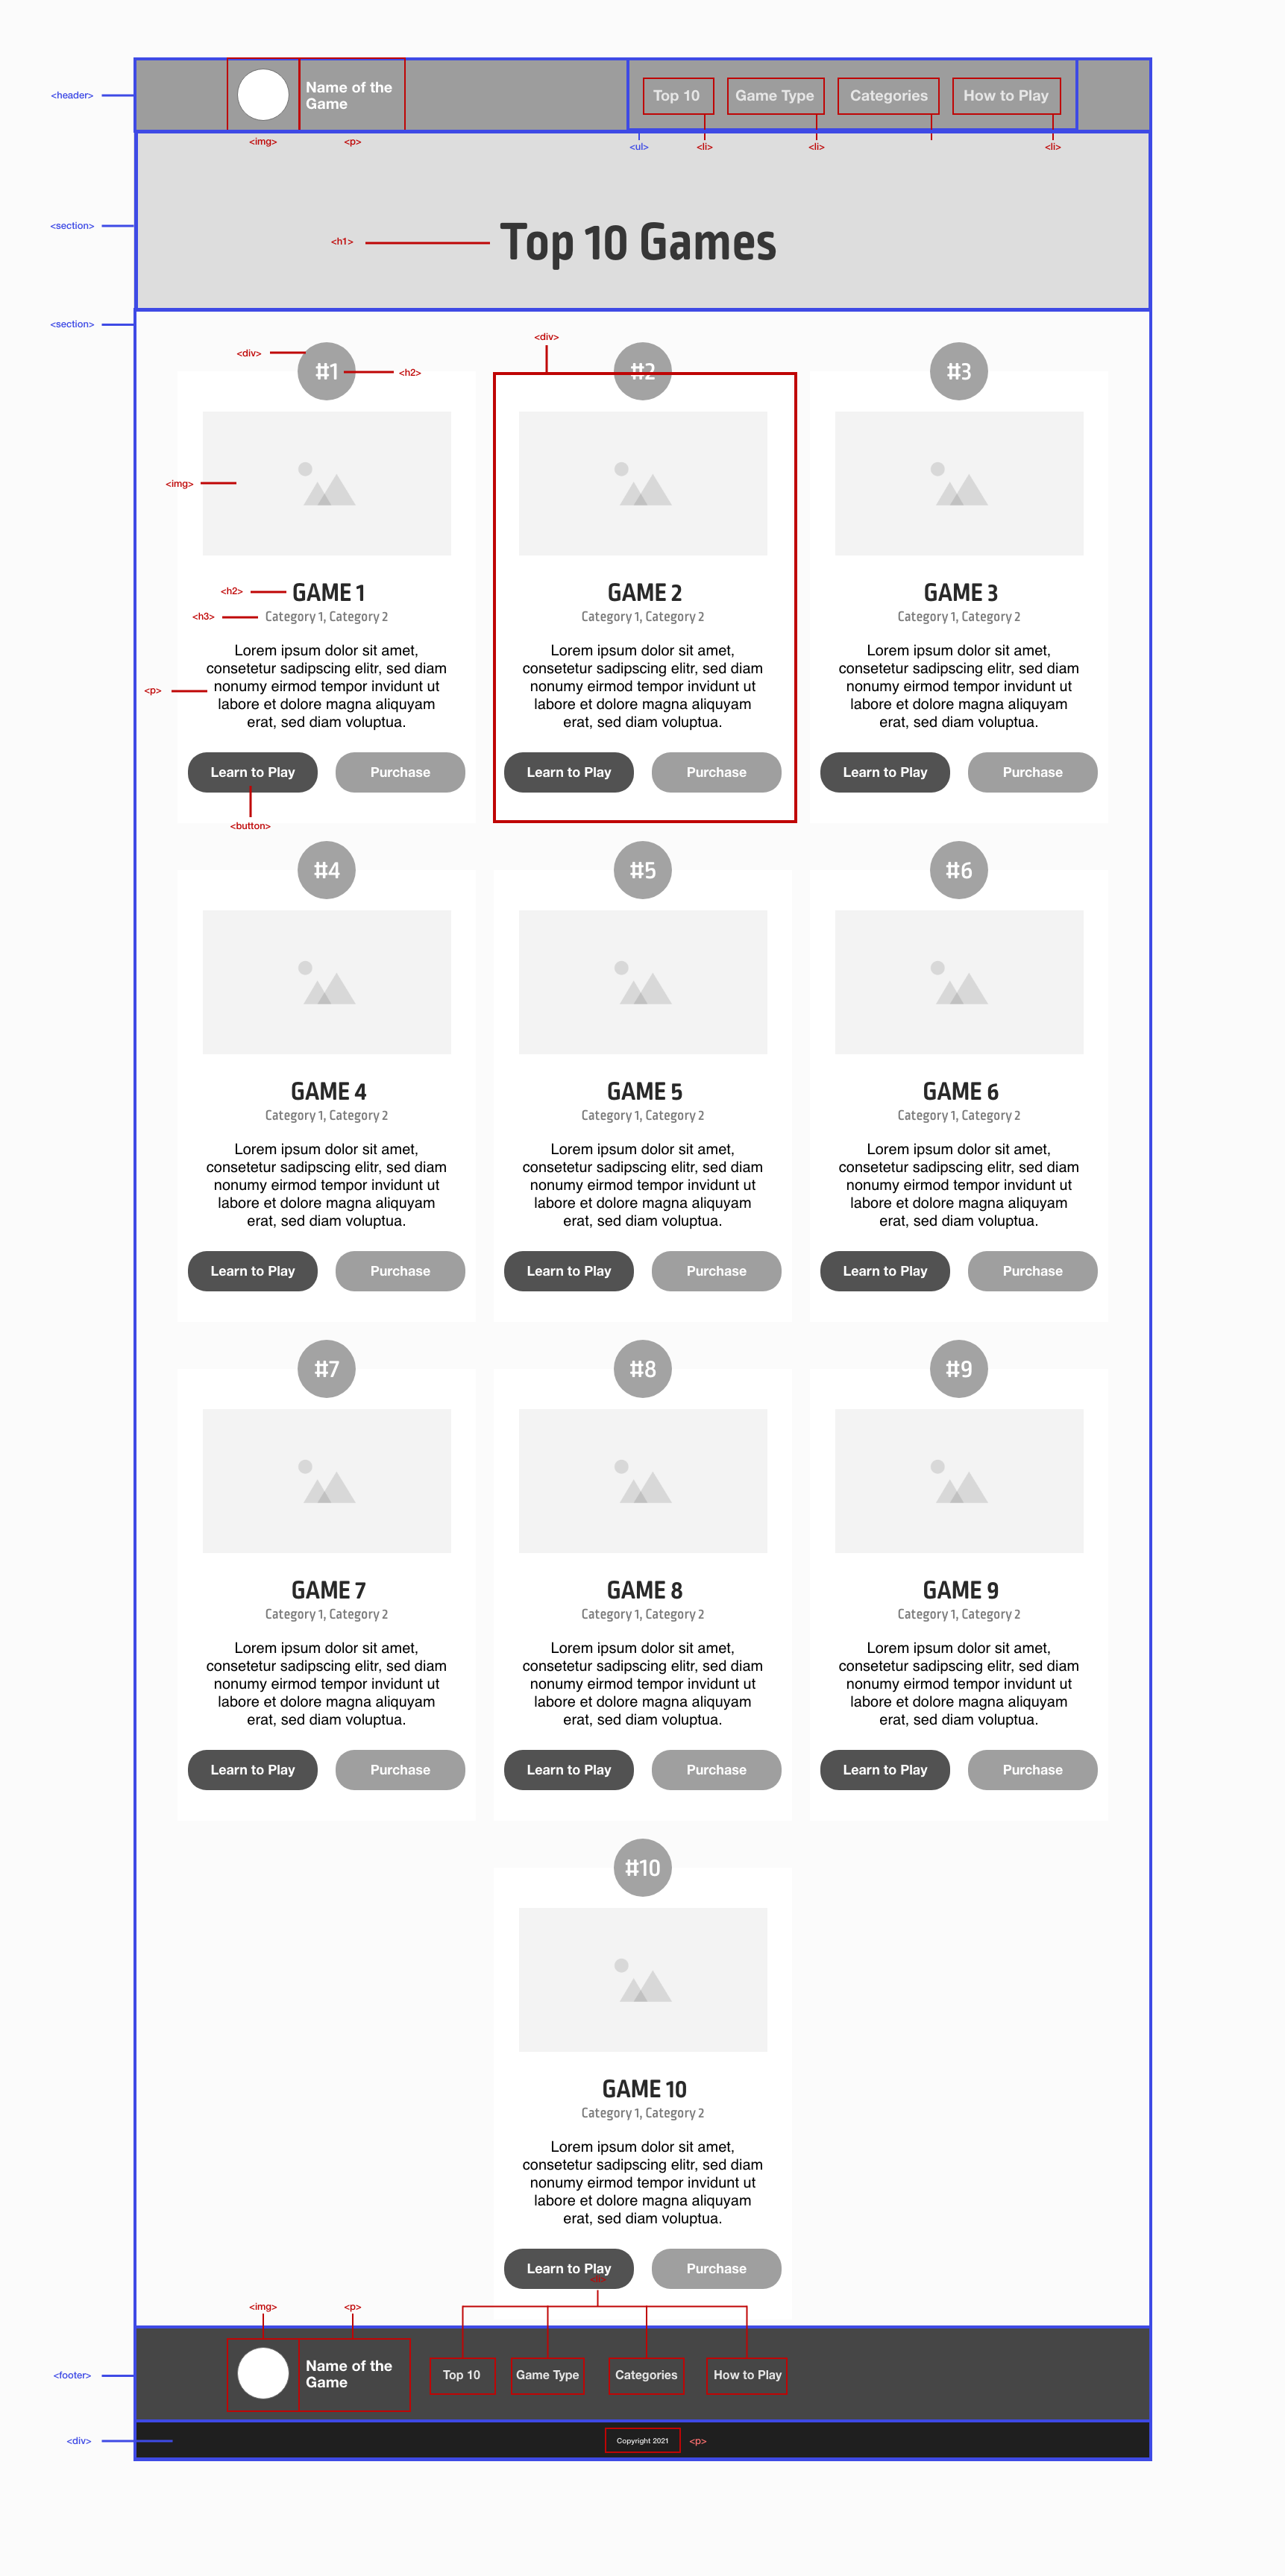 <header>
Name of the
Game
Top 10
Game Type
Categories
How to Play
<img>
<p>
<ul>
<li>
<li>
<li>
<section>
<h1>
Top 10 Games
<section>
<div>
<div>
#1
<h2>
#2
#3
<img>
<h2>
GAME 1
GAME 2
GAME 3
<h3>
Category 1, Category 2
Category 1, Category 2
Category 1, Category 2
<p>
Lorem ipsum dolor sit amet,
consetetur sadipscing elitr, sed diam
nonumy eirmod tempor invidunt ut
labore et dolore magna aliquyam
erat, sed diam voluptua.
Lorem ipsum dolor sit amet,
consetetur sadipscing elitr, sed diam
nonumy eirmod tempor invidunt ut
labore et dolore magna aliquyam
erat, sed diam voluptua.
Lorem ipsum dolor sit amet,
consetetur sadipscing elitr, sed diam
nonumy eirmod tempor invidunt ut
labore et dolore magna aliquyam
erat, sed diam voluptua.
Learn to Play
Purchase
Learn to Play
Purchase
Learn to Play
Purchase
<button>
#4
#5
#6
GAME 4
GAME 5
GAME 6
Category 1, Category 2
Category 1, Category 2
Category 1, Category 2
Lorem ipsum dolor sit amet,
consetetur sadipscing elitr, sed diam
nonumy eirmod tempor invidunt ut
labore et dolore magna aliquyam
erat, sed diam voluptua.
Lorem ipsum dolor sit amet,
consetetur sadipscing elitr, sed diam
nonumy eirmod tempor invidunt ut
labore et dolore magna aliquyam
erat, sed diam voluptua.
Lorem ipsum dolor sit amet,
consetetur sadipscing elitr, sed diam
nonumy eirmod tempor invidunt ut
labore et dolore magna aliquyam
erat, sed diam voluptua.
Learn to Play
Purchase
Learn to Play
Purchase
Learn to Play
Purchase
#7
#8
#9
GAME 7
GAME 8
GAME 9
Category 1, Category 2
Category 1, Category 2
Category 1, Category 2
Lorem ipsum dolor sit amet,
consetetur sadipscing elitr, sed diam
nonumy eirmod tempor invidunt ut
labore et dolore magna aliquyam
erat, sed diam voluptua.
Lorem ipsum dolor sit amet,
consetetur sadipscing elitr, sed diam
nonumy eirmod tempor invidunt ut
labore et dolore magna aliquyam
erat, sed diam voluptua.
Lorem ipsum dolor sit amet,
consetetur sadipscing elitr, sed diam
nonumy eirmod tempor invidunt ut
labore et dolore magna aliquyam
erat, sed diam voluptua.
Learn to Play
Purchase
Learn to Play
Purchase
Learn to Play
Purchase
#10
GAME 10
Category 1, Category 2
Lorem ipsum dolor sit amet,
consetetur sadipscing elitr, sed diam
nonumy eirmod tempor invidunt ut
labore et dolore magna aliquyam
erat, sed diam voluptua.
Learn to Play
Purchase
<img>
<p>
<footer>
Name of the
Game
Top 10
Game Type
Categories
How to Play
<div>
Copyright 2021
<p>